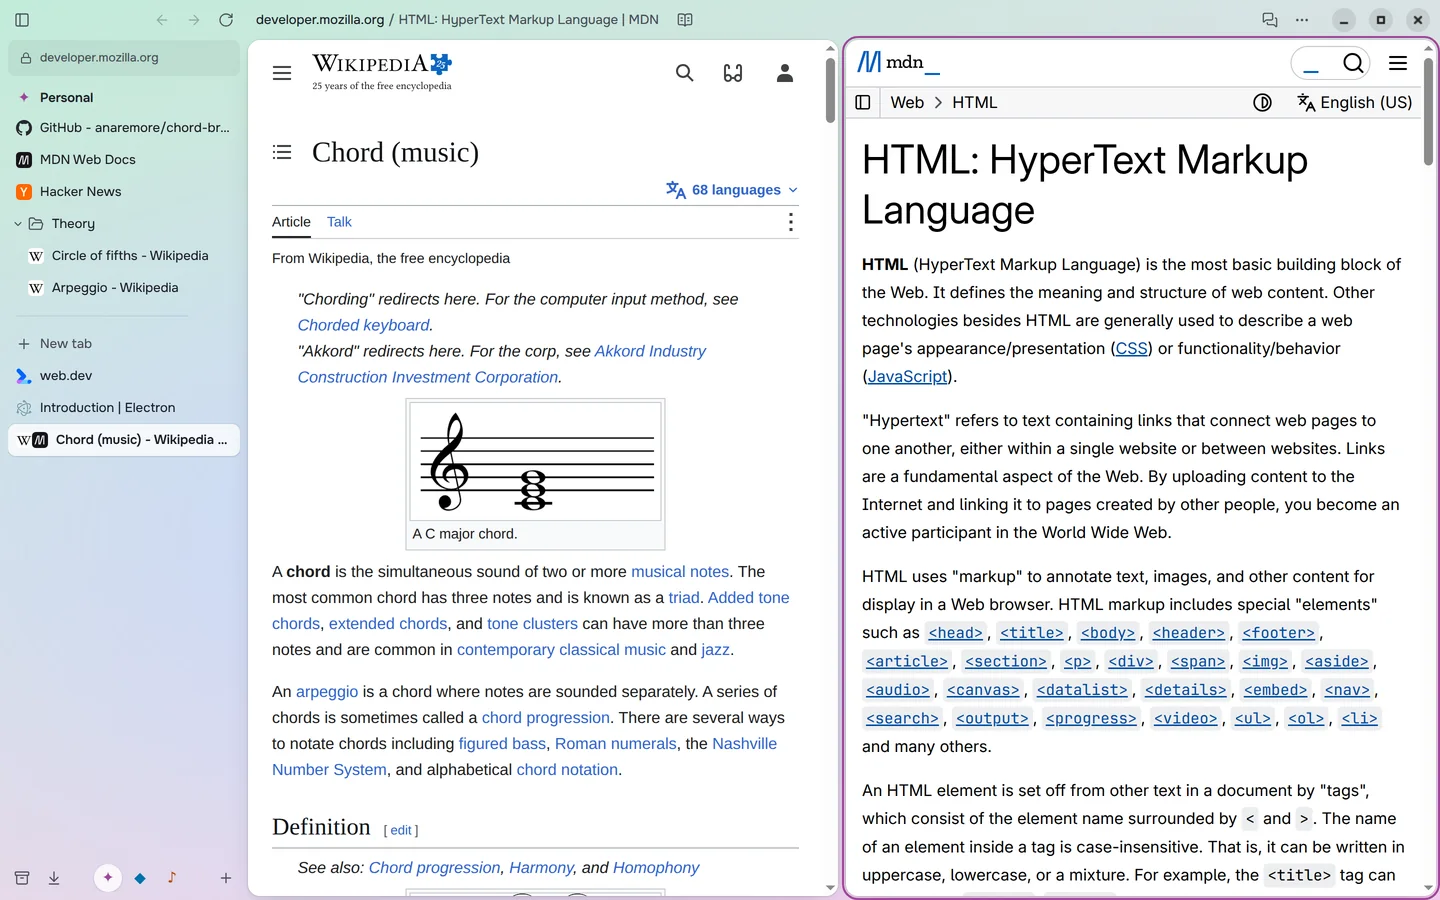 developer.mozilla.org / HTML: HyperText Markup Language | MDN
developer.mozilla.org
Personal
GitHub - anaremore/chord-br...
MDN Web Docs
Hacker News
Theory
Circle of fifths - Wikipedia
Arpeggio - Wikipedia
New tab
web.dev
Introduction | Electron
Chord (music) - Wikipedia ...
WIKIPEDIA 25
25 years of the free encyclopedia
Chord (music)
68 languages
Article Talk
From Wikipedia, the free encyclopedia
"Chording" redirects here. For the computer input method, see
Chorded keyboard.
"Akkord" redirects here. For the corp, see Akkord Industry
Construction Investment Corporation.
A C major chord.
A chord is the simultaneous sound of two or more musical notes. The
most common chord has three notes and is known as a triad. Added tone
chords, extended chords, and tone clusters can have more than three
notes and are common in contemporary classical music and jazz.
An arpeggio is a chord where notes are sounded separately. A series of
chords is sometimes called a chord progression. There are several ways
to notate chords including figured bass, Roman numerals, the Nashville
Number System, and alphabetical chord notation.
Definition [ edit ]
See also: Chord progression, Harmony, and Homophony
mdn_
Web > HTML
English (US)
HTML: HyperText Markup
Language
HTML (HyperText Markup Language) is the most basic building block of
the Web. It defines the meaning and structure of web content. Other
technologies besides HTML are generally used to describe a web
page's appearance/presentation (CSS) or functionality/behavior
(JavaScript).
"Hypertext" refers to text containing links that connect web pages to
one another, either within a single website or between websites. Links
are a fundamental aspect of the Web. By uploading content to the
Internet and linking it to pages created by other people, you become an
active participant in the World Wide Web.
HTML uses "markup" to annotate text, images, and other content for
display in a Web browser. HTML markup includes special "elements"
such as <head>, <title>, <body>, <header>, <footer>,
<article>, <section>, <p>, <div>, <span>, <img>, <aside>,
<audio>, <canvas>, <datalist>, <details>, <embed>, <nav>,
<search>, <output>, <progress>, <video>, <ul>, <ol>, <li>
and many others.
An HTML element is set off from other text in a document by "tags",
which consist of the element name surrounded by < and >. The name
of an element inside a tag is case-insensitive. That is, it can be written in
uppercase, lowercase, or a mixture. For example, the <title> tag can